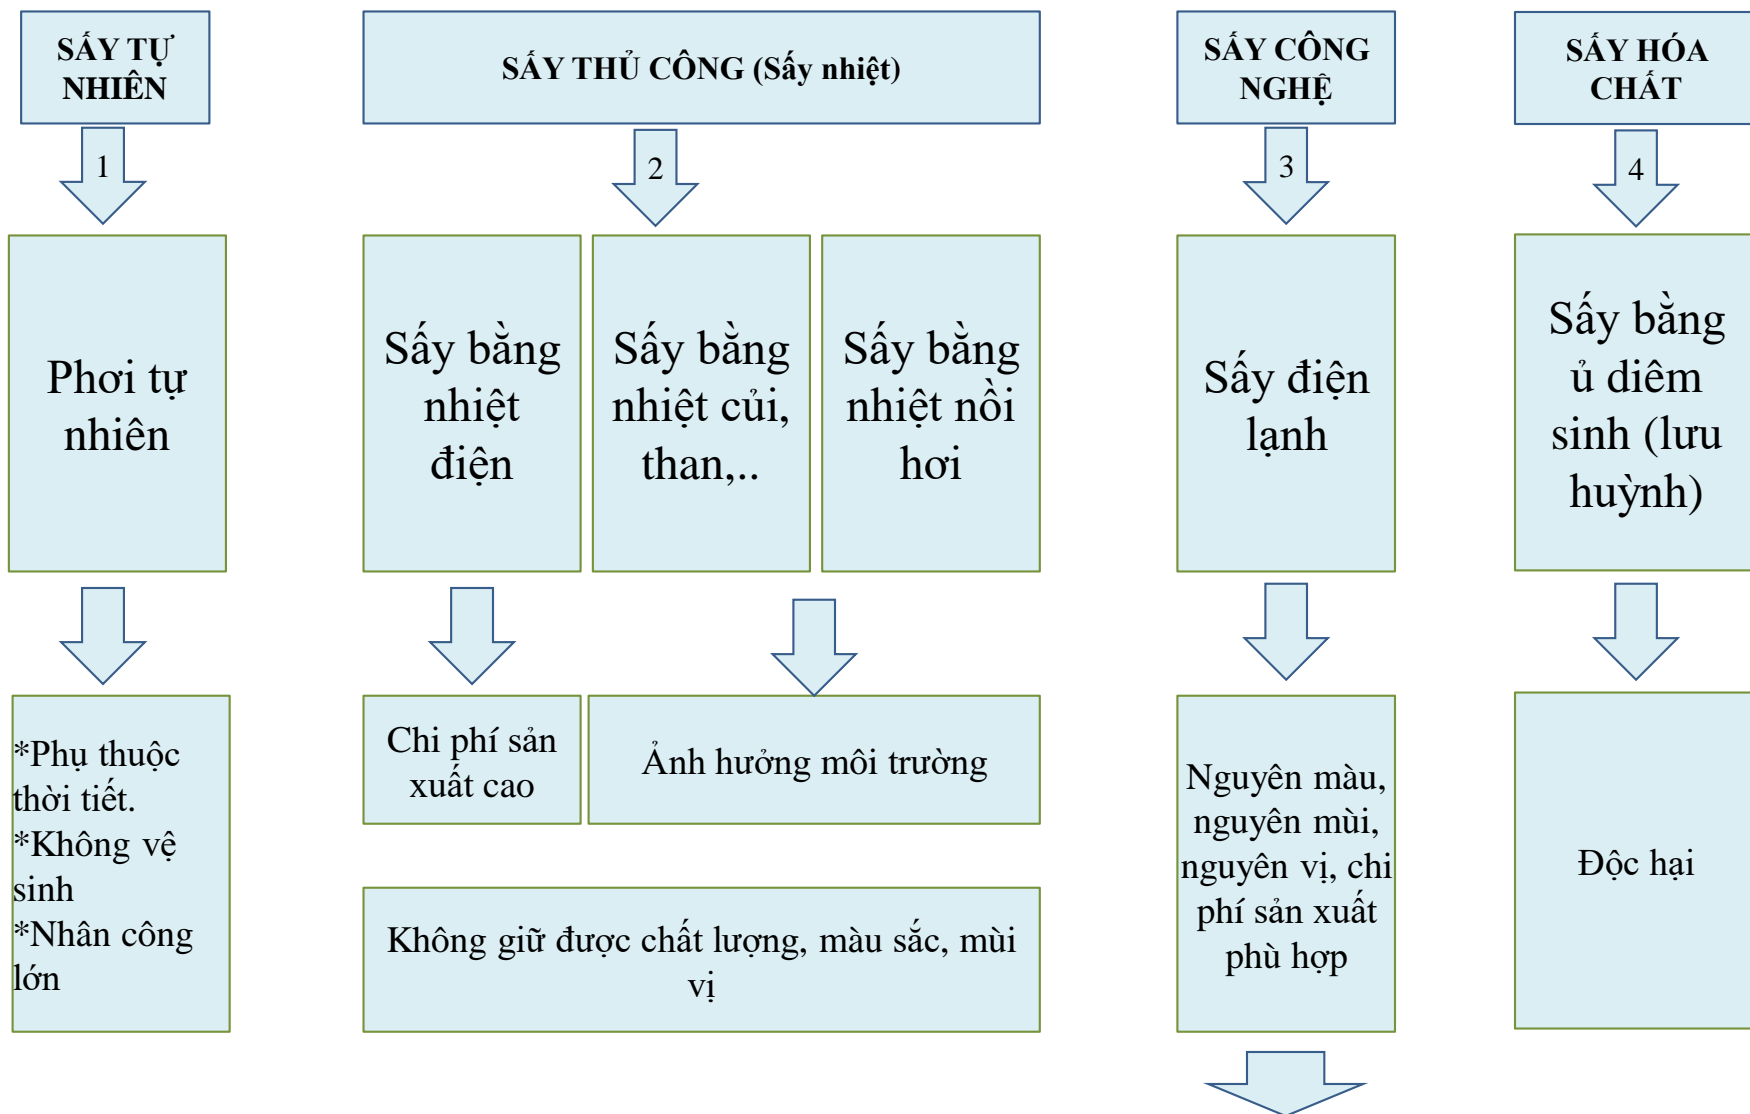 SẤY TỰ
NHIÊN
SẤY THỦ CÔNG (Sấy nhiệt)
SẤY CÔNG
NGHỆ
SẤY HÓA
CHẤT
1
2
3
4
Phơi tự
nhiên
Sấy bằng
nhiệt
điện
Sấy bằng
nhiệt củi,
than,..
Sấy bằng
nhiệt nồi
hơi
Sấy điện
lạnh
Sấy bằng
ủ diêm
sinh (lưu
huỳnh)
*Phụ thuộc
thời tiết.
*Không vệ
sinh
*Nhân công
lớn
Chi phí sản
xuất cao
Ảnh hưởng môi trường
Không giữ được chất lượng, màu sắc, mùi
vị
Nguyên màu,
nguyên mùi,
nguyên vị, chi
phí sản xuất
phù hợp
Độc hại